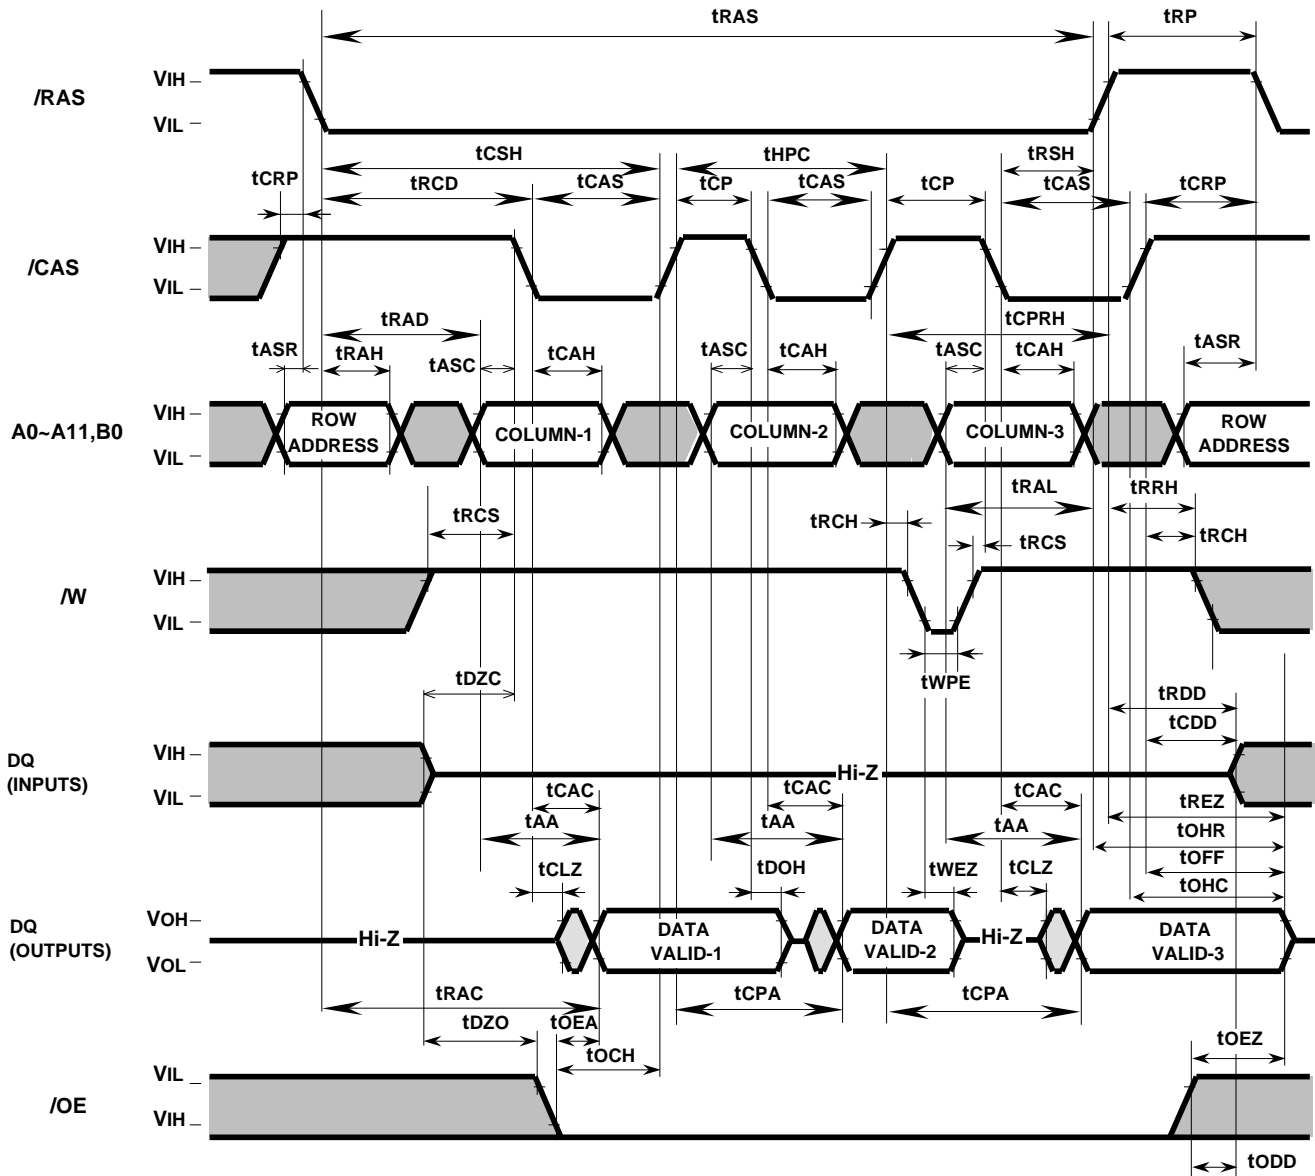 tRAS
tRP
/RAS
VIH
VIL
tCSH
tHPC
tRSH
tCRP
tRCD
tCAS
tCP
tCAS
tCP
tCAS
tCRP
/CAS
VIH
VIL
tRAD
tCPRH
tASR
tRAH
tASC
tCAH
tASC
tCAH
tASC
tCAH
tASR
A0~A11,B0
VIH
VIL
ROW
ADDRESS
COLUMN-1
COLUMN-2
COLUMN-3
ROW
ADDRESS
tRAL
tRRH
tRCS
tRCH
tRCS
tRCH
/W
VIH
VIL
tDZC
tWPE
tRDD
tCDD
DQ
(INPUTS)
VIH
VIL
Hi-Z
tCAC
tCAC
tCAC
tREZ
tAA
tAA
tAA
tOHR
tCLZ
tDOH
tWEZ
tCLZ
tOFF
tOHC
DQ
(OUTPUTS)
VOH
VOL
Hi-Z
DATA
VALID-1
DATA
VALID-2
Hi-Z
DATA
VALID-3
tRAC
tCPA
tCPA
tDZO
tOEA
tOCH
tOEZ
/OE
VIL
VIH
tODD